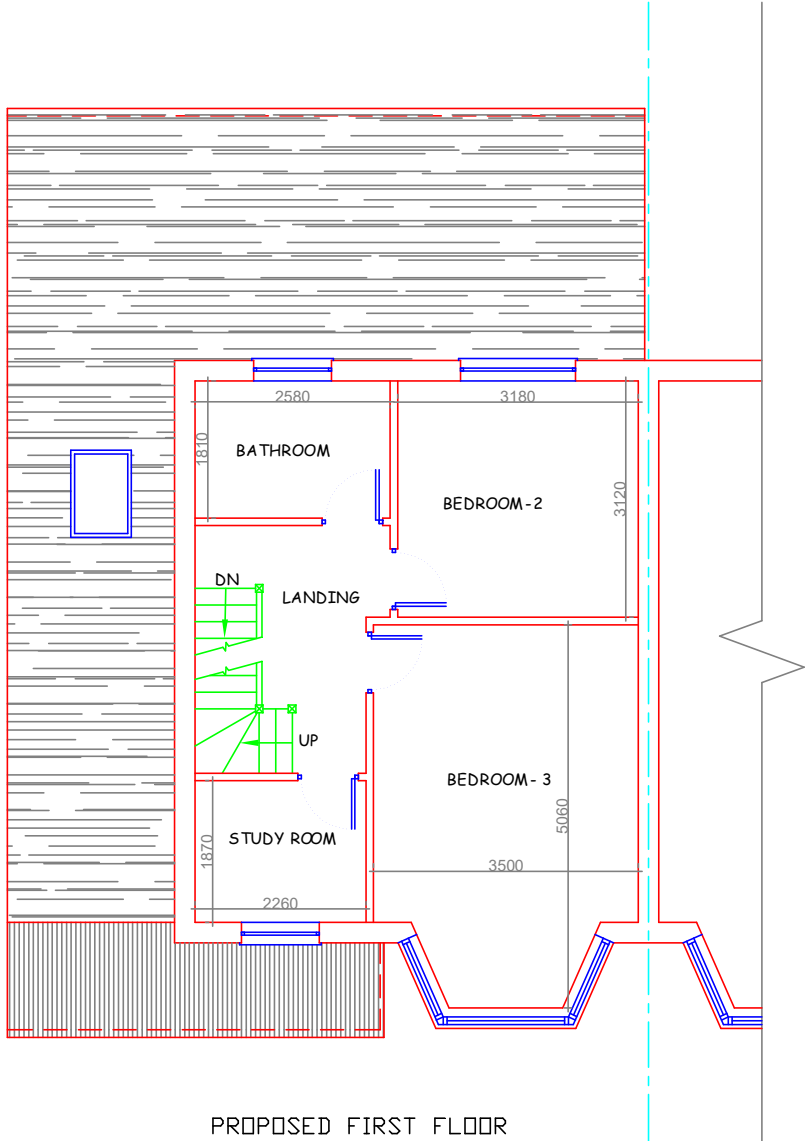 2580
3180
1810
BATHROOM
BEDROOM-2
3120
DN
LANDING
UP
BEDROOM- 3
5060
STUDY ROOM
1870
3500
2260
PROPOSED FIRST FLOOR